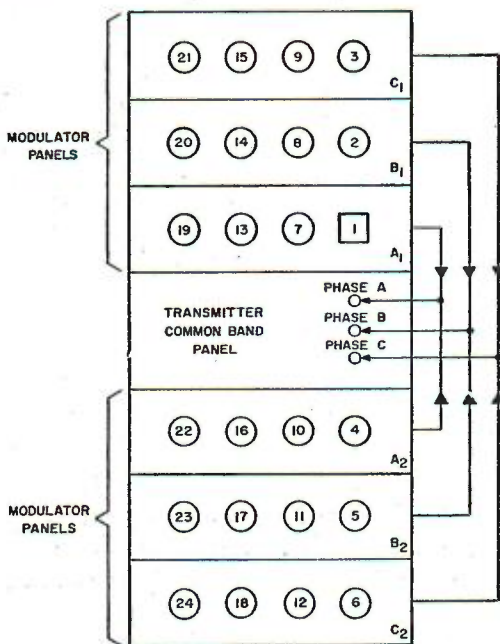 21 15 9 3
C1
MODULATOR
PANELS
20 14 8 2
B1
19 13 7 1
A1
TRANSMITTER
COMMON BAND
PANEL
PHASE A
PHASE B
PHASE C
22 16 10 4
A2
MODULATOR
PANELS
23 17 11 5
B2
24 18 12 6
C2